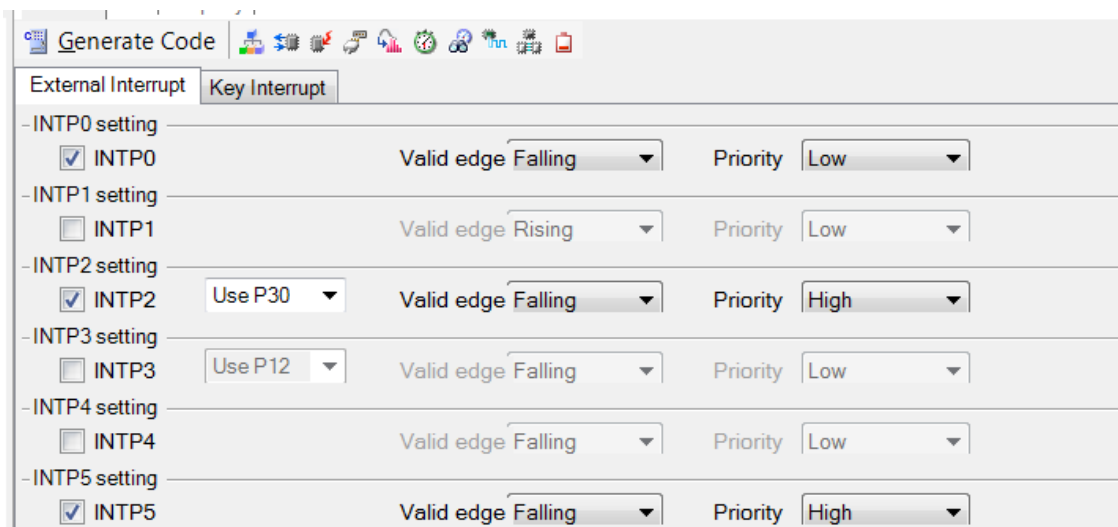 Generate Code
External Interrupt Key Interrupt
INTP0 setting
INTP0 Valid edge Falling Priority Low
INTP1 setting
INTP1 Valid edge Rising Priority Low
INTP2 setting
INTP2 Use P30 Valid edge Falling Priority High
INTP3 setting
INTP3 Use P12 Valid edge Falling Priority Low
INTP4 setting
INTP4 Valid edge Falling Priority Low
INTP5 setting
INTP5 Valid edge Falling Priority High